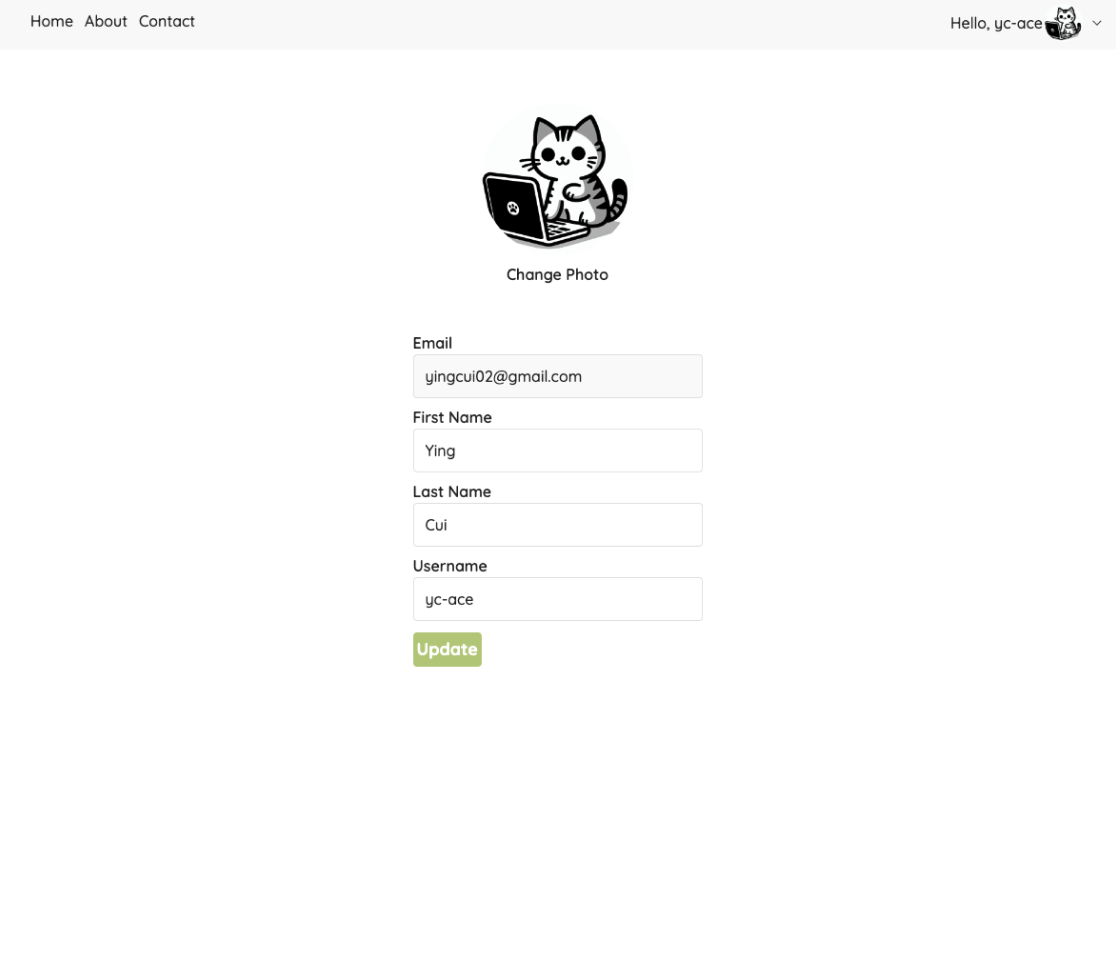 Home About Contact
Hello, yc-ace
Change Photo
Email
yingcui02@gmail.com
First Name
Ying
Last Name
Cui
Username
yc-ace
Update